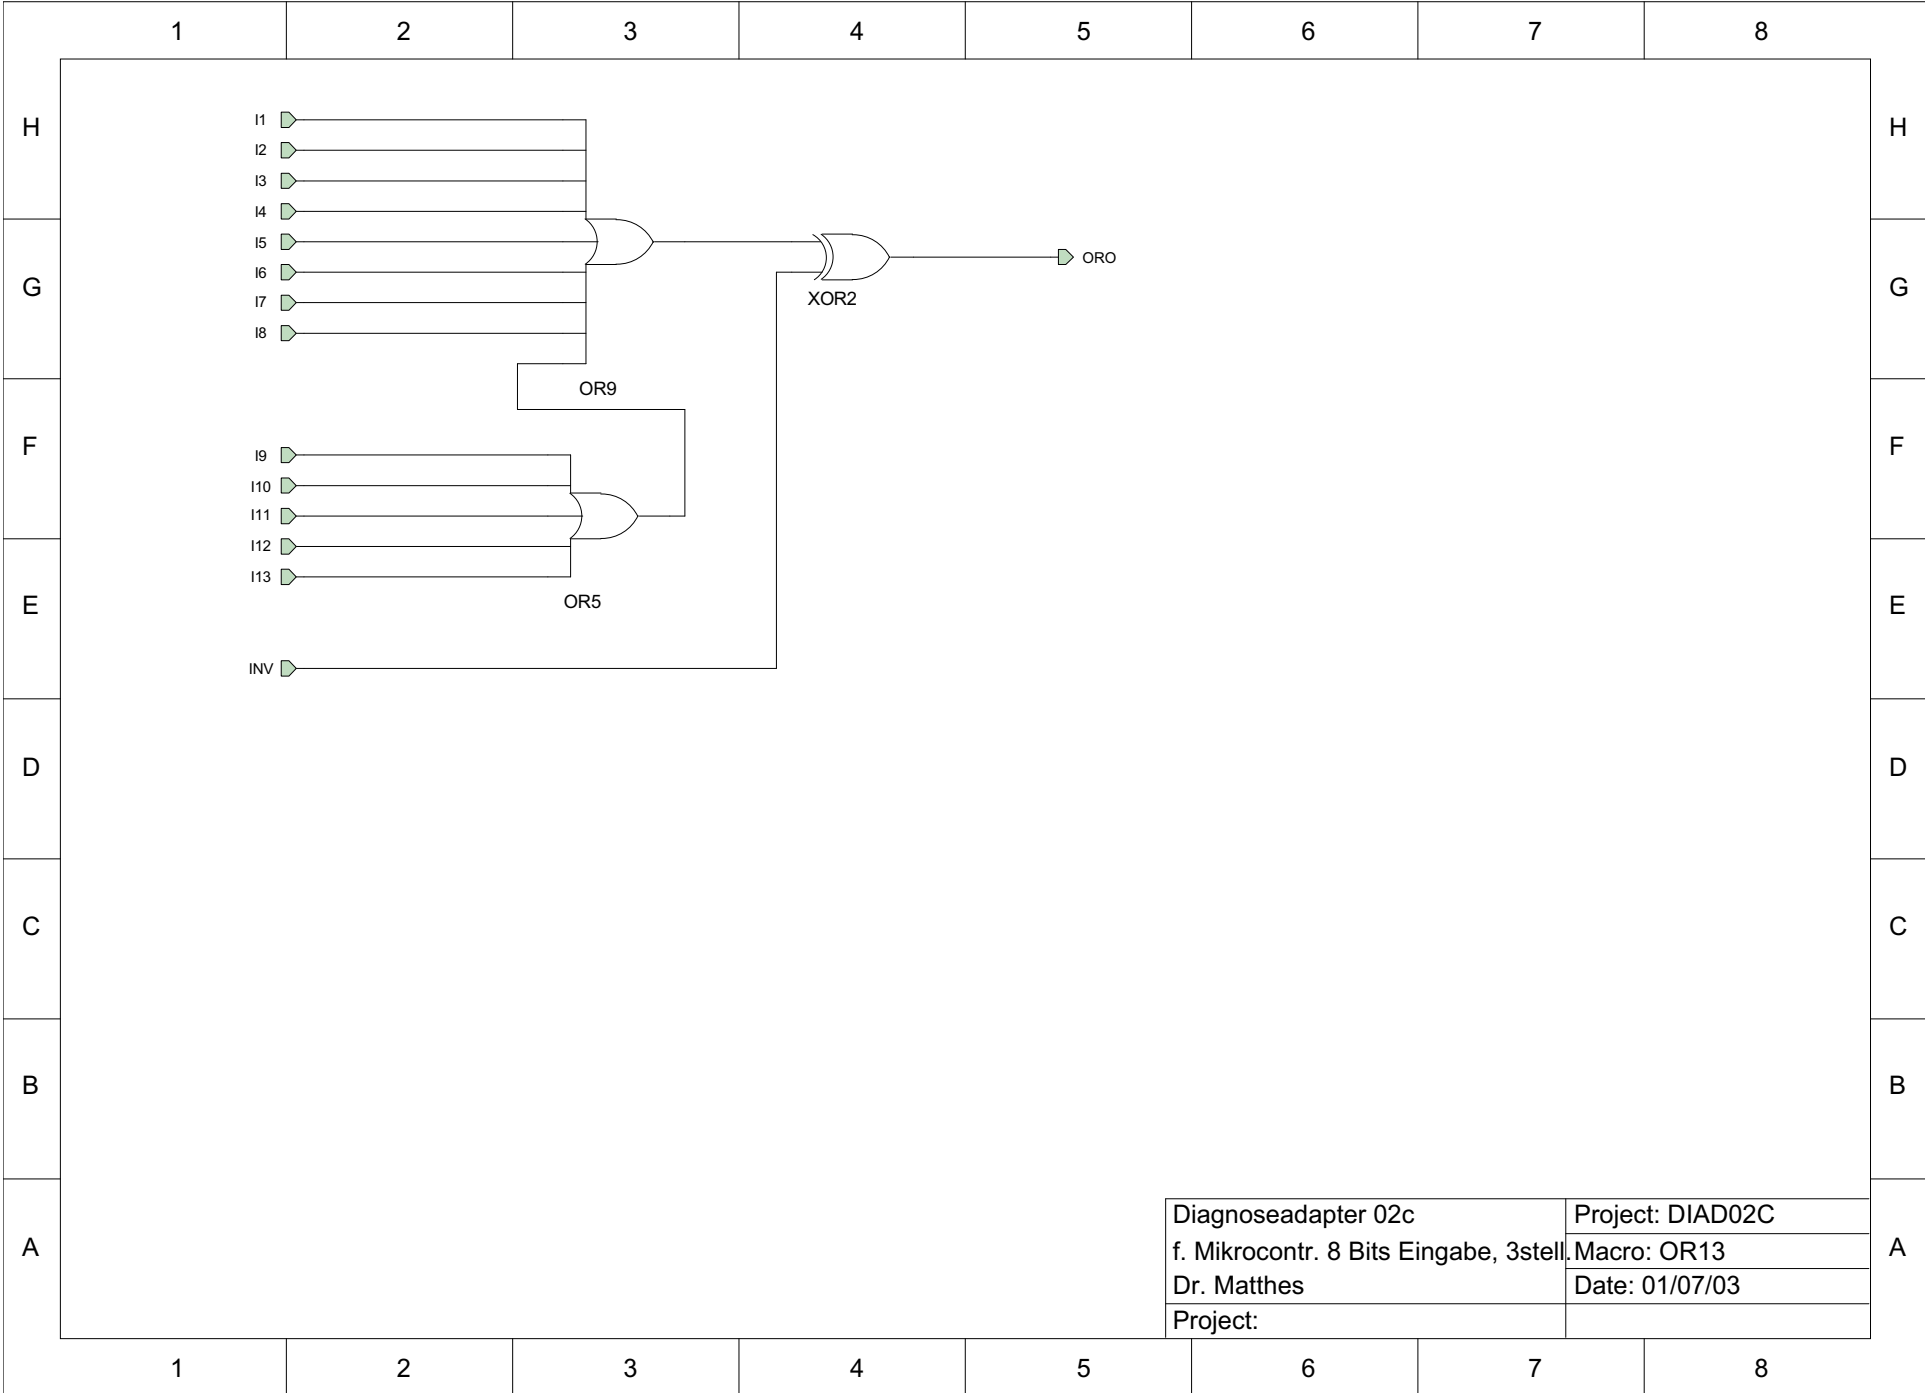 1 2 3 4 5 6 7 8
H H
I1
I2
I3
I4
I5
I6
I7
I8
G G
ORO
XOR2
OR9
F F
I9
I10
I11
I12
I13
E E
OR5
INV
D D
C C
B B
A A
Diagnoseadapter 02c
Project: DIAD02C
f. Mikrocontr. 8 Bits Eingabe, 3stell.
Macro: OR13
Dr. Matthes
Date: 01/07/03
Project:
1 2 3 4 5 6 7 8